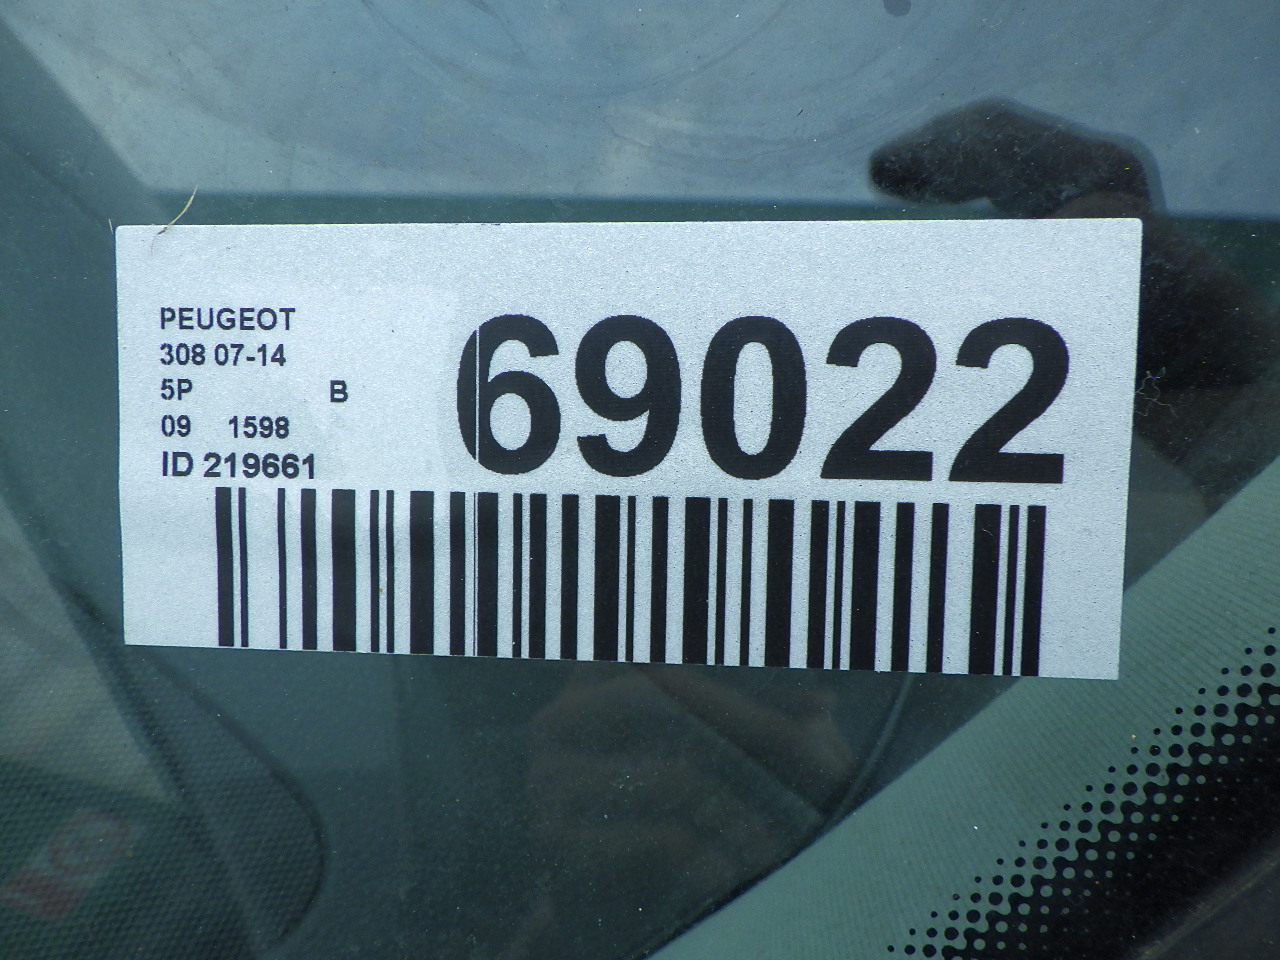 PEUGEOT
308 07-14
5P B
09 1598
ID 219661
69022